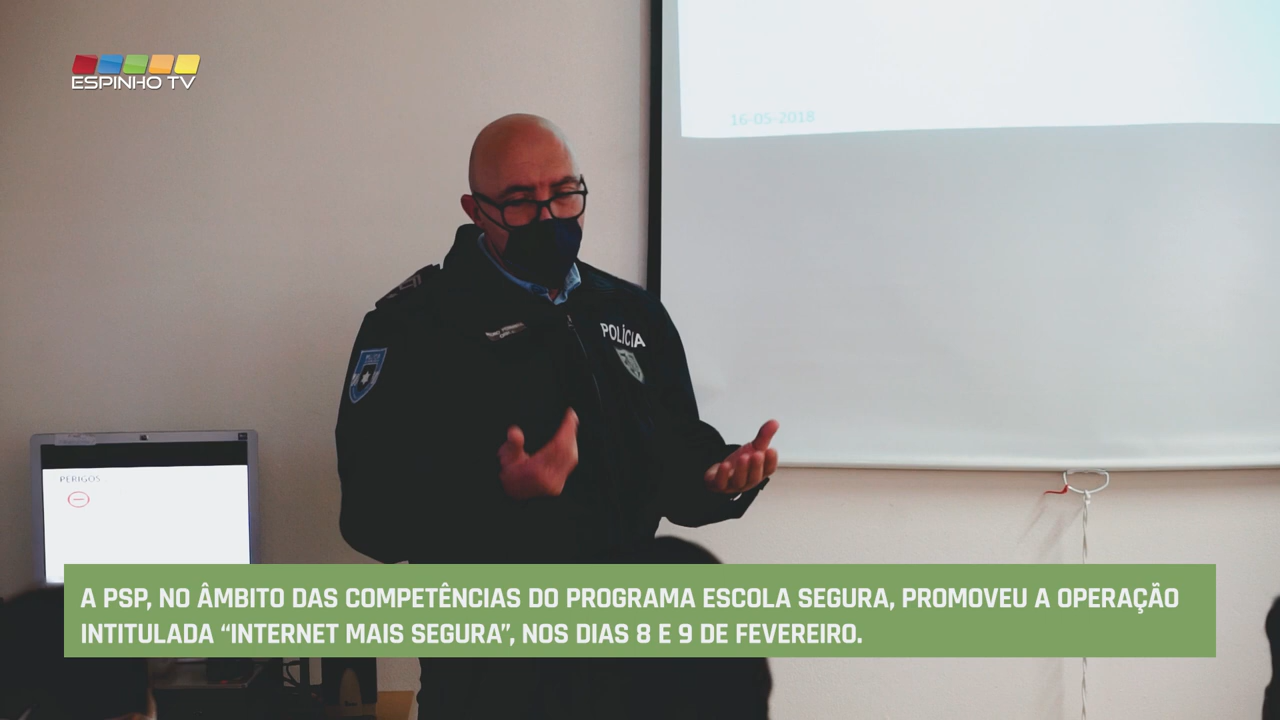 ESPINHO TV
16-05-2018
POLÍCIA
PERIGOS
A PSP, NO ÂMBITO DAS COMPETÊNCIAS DO PROGRAMA ESCOLA SEGURA, PROMOVEU A OPERAÇÃO
INTITULADA “INTERNET MAIS SEGURA”, NOS DIAS 8 E 9 DE FEVEREIRO.